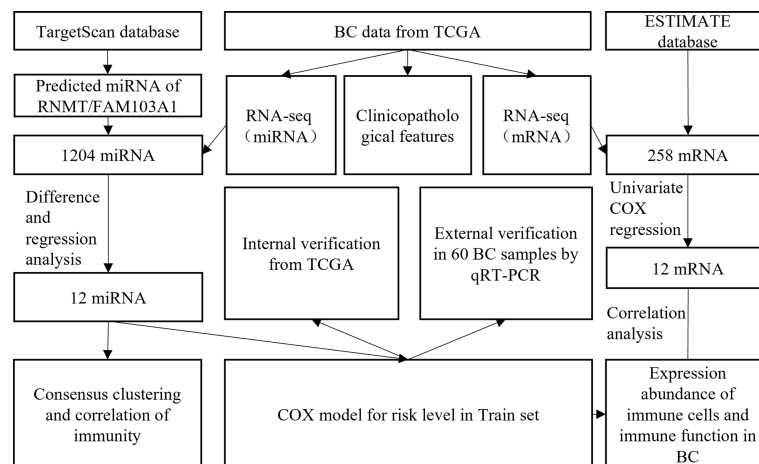 TargetScan database
BC data from TCGA
ESTIMATE
database
Predicted miRNA of
RNMT/FAM103A1
RNA-seq
（miRNA）
Clinicopatholo
gical features
RNA-seq
（mRNA）
1204 miRNA
258 mRNA
Difference
and
regression
analysis
Internal verification
from TCGA
External verification
in 60 BC samples by
qRT-PCR
Univariate
COX
regression
12 miRNA
12 mRNA
Correlation
analysis
Consensus clustering
and correlation of
immunity
COX model for risk level in Train set
Expression
abundance of
immune cells and
immune function in
BC